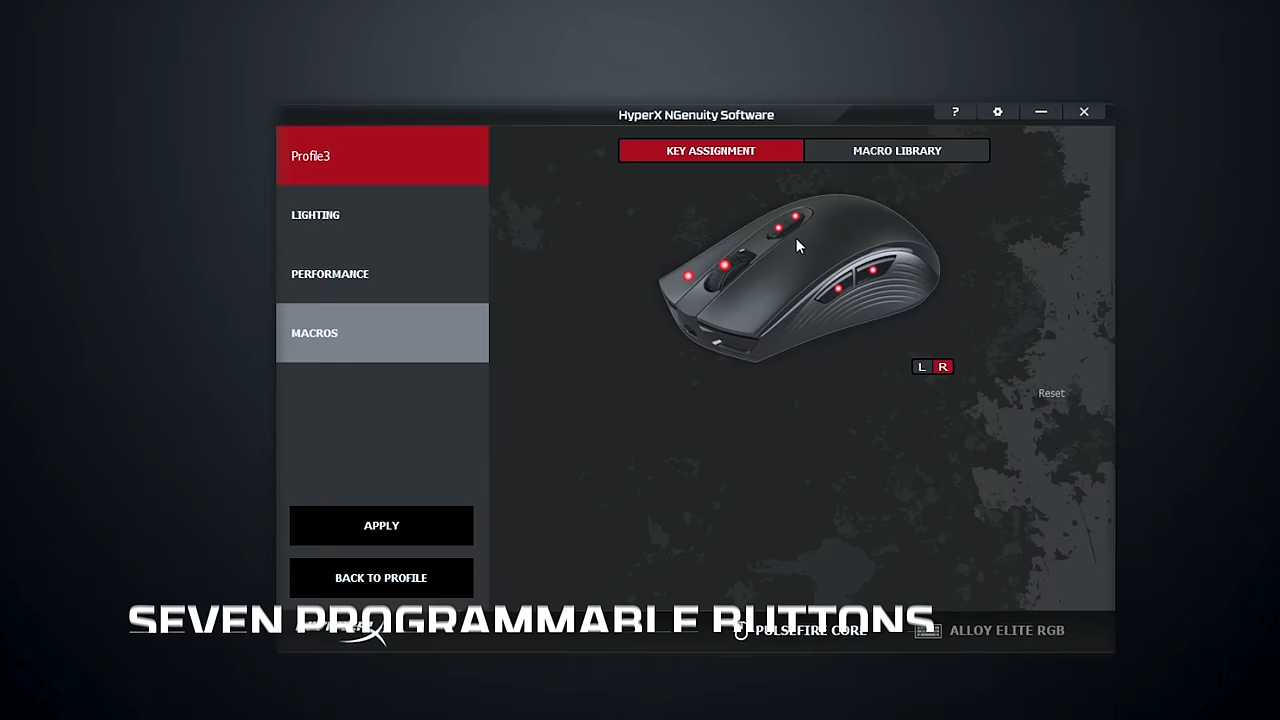 HyperX NGenuity Software
?
Profile3
KEY ASSIGNMENT
MACRO LIBRARY
LIGHTING
PERFORMANCE
MACROS
L R
Reset
APPLY
BACK TO PROFILE
SEVEN PROGRAMMABLE BUTTONS
PULSEFIRE CORE
ALLOY ELITE RGB